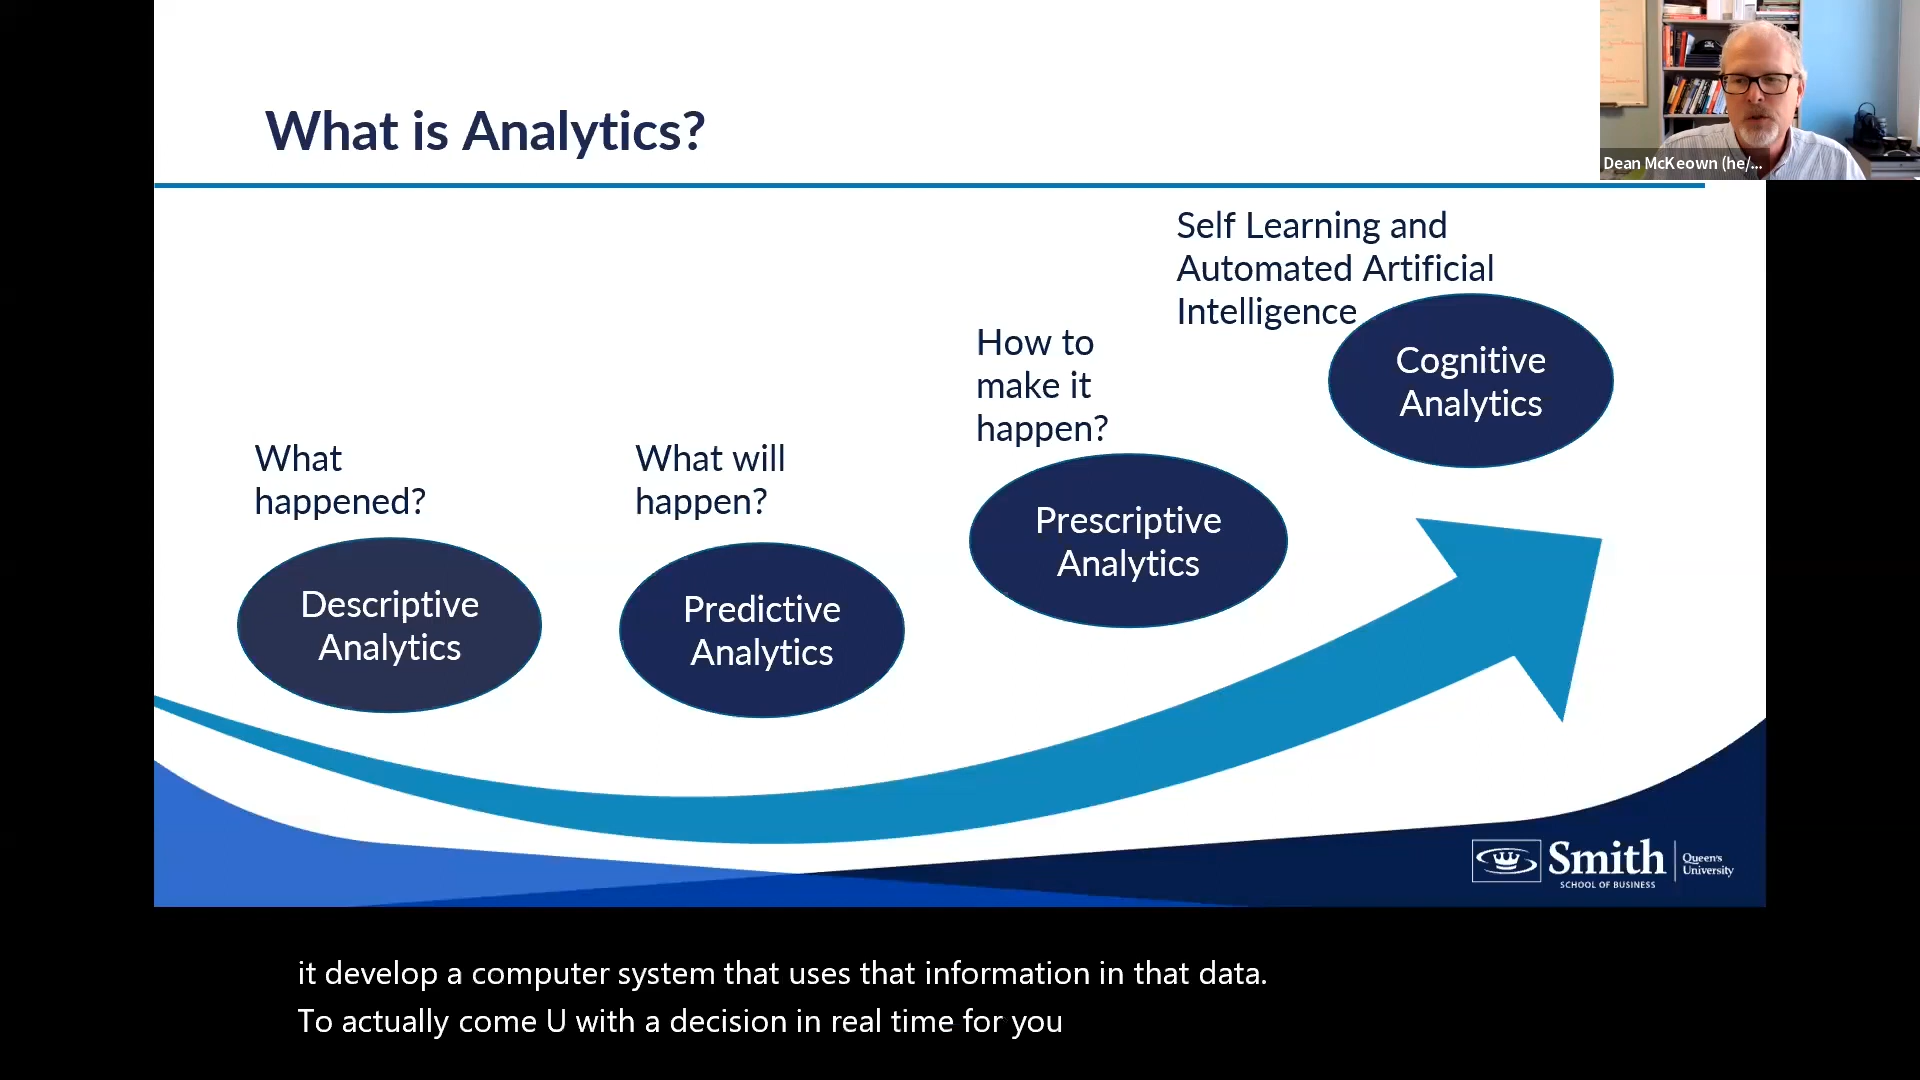 What is Analytics?
Dean McKeown (he/...
Self Learning and
Automated Artificial
Intelligence
Cognitive
Analytics
How to
make it
happen?
Prescriptive
Analytics
What will
happen?
Predictive
Analytics
What
happened?
Descriptive
Analytics
Smith
SCHOOL OF BUSINESS
Queen's
University
it develop a computer system that uses that information in that data.
To actually come U with a decision in real time for you